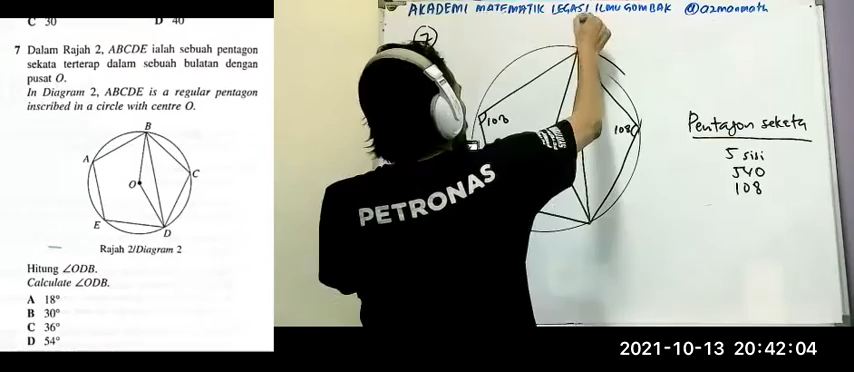 C 30 D 40
7 Dalam Rajah 2, ABCDE ialah sebuah pentagon
sekata terterap dalam sebuah bulatan dengan
pusat O.
In Diagram 2, ABCDE is a regular pentagon
inscribed in a circle with centre O.
B
A
C
O
E
D
Rajah 2/Diagram 2
Hitung ∠ODB.
Calculate ∠ODB.
A 18°
B 30°
C 36°
D 54°
AKADEMI MATEMATIK LEGASI ILMU GOMBAK @azmanmath
7
108
108
Pentagon sekata
5 sisi
540
108
PETRONAS
2021-10-13 20:42:04